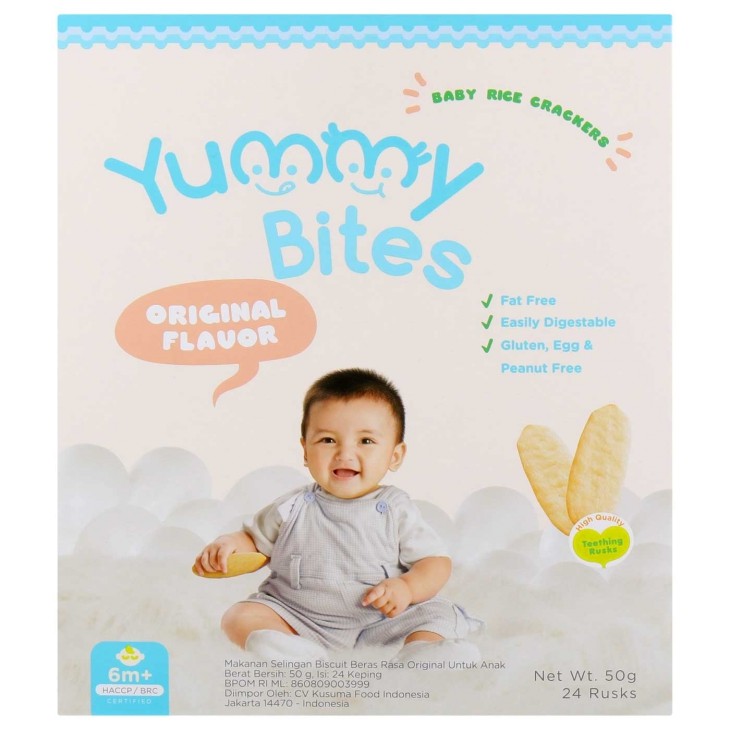 BABY RICE CRACKERS
Yummy
Bites
ORIGINAL
FLAVOR
Fat Free
Easily Digestable
Gluten, Egg &
Peanut Free
High Quality
Teething
Rusks
6m+
HACCP / BRC
CERTIFIED
Makanan Selingan Biscuit Beras Rasa Original Untuk Anak
Berat Bersih: 50 g, Isi: 24 Keping
BPOM RI ML: 860809003999
Diimpor Oleh: CV Kusuma Food Indonesia
Jakarta 14470 - Indonesia
Net Wt. 50g
24 Rusks